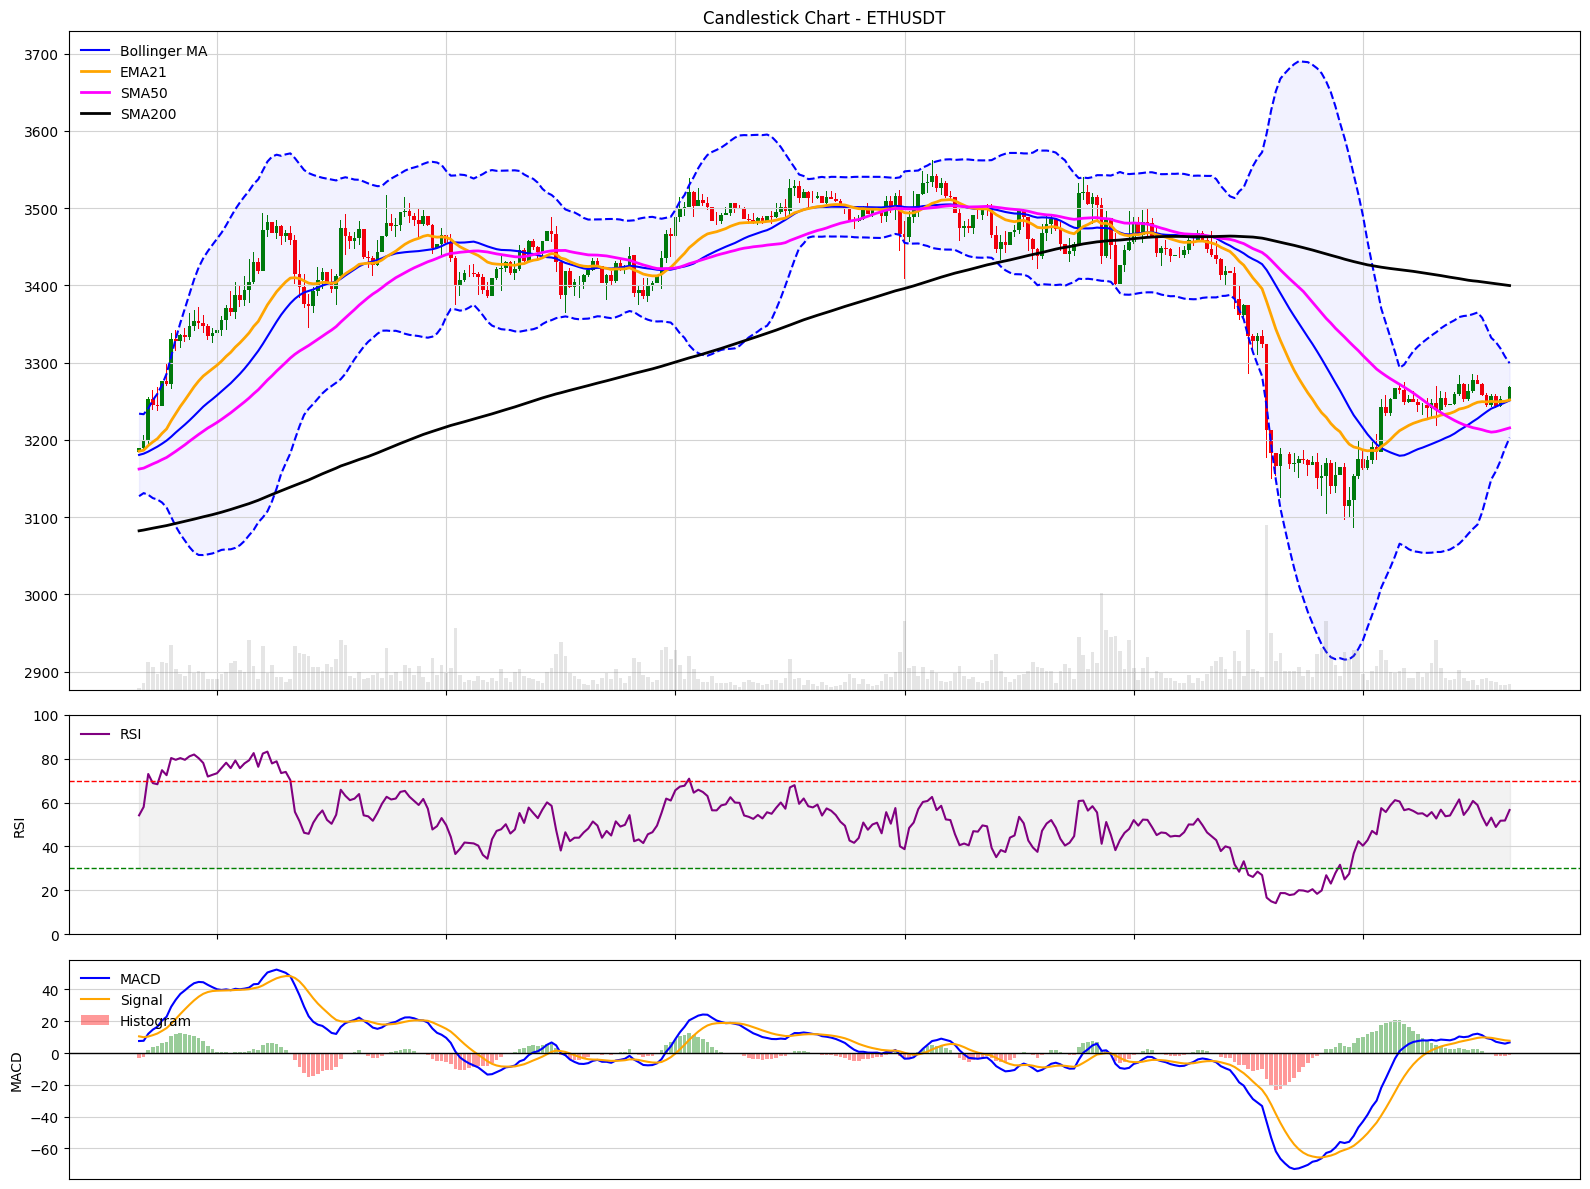 Candlestick Chart - ETHUSDT
Bollinger MA
EMA21
SMA50
SMA200
3700
3600
3500
3400
3300
3200
3100
3000
2900
RSI
RSI
100
80
60
40
20
0
MACD
Signal
Histogram
MACD
40
20
0
−20
−40
−60